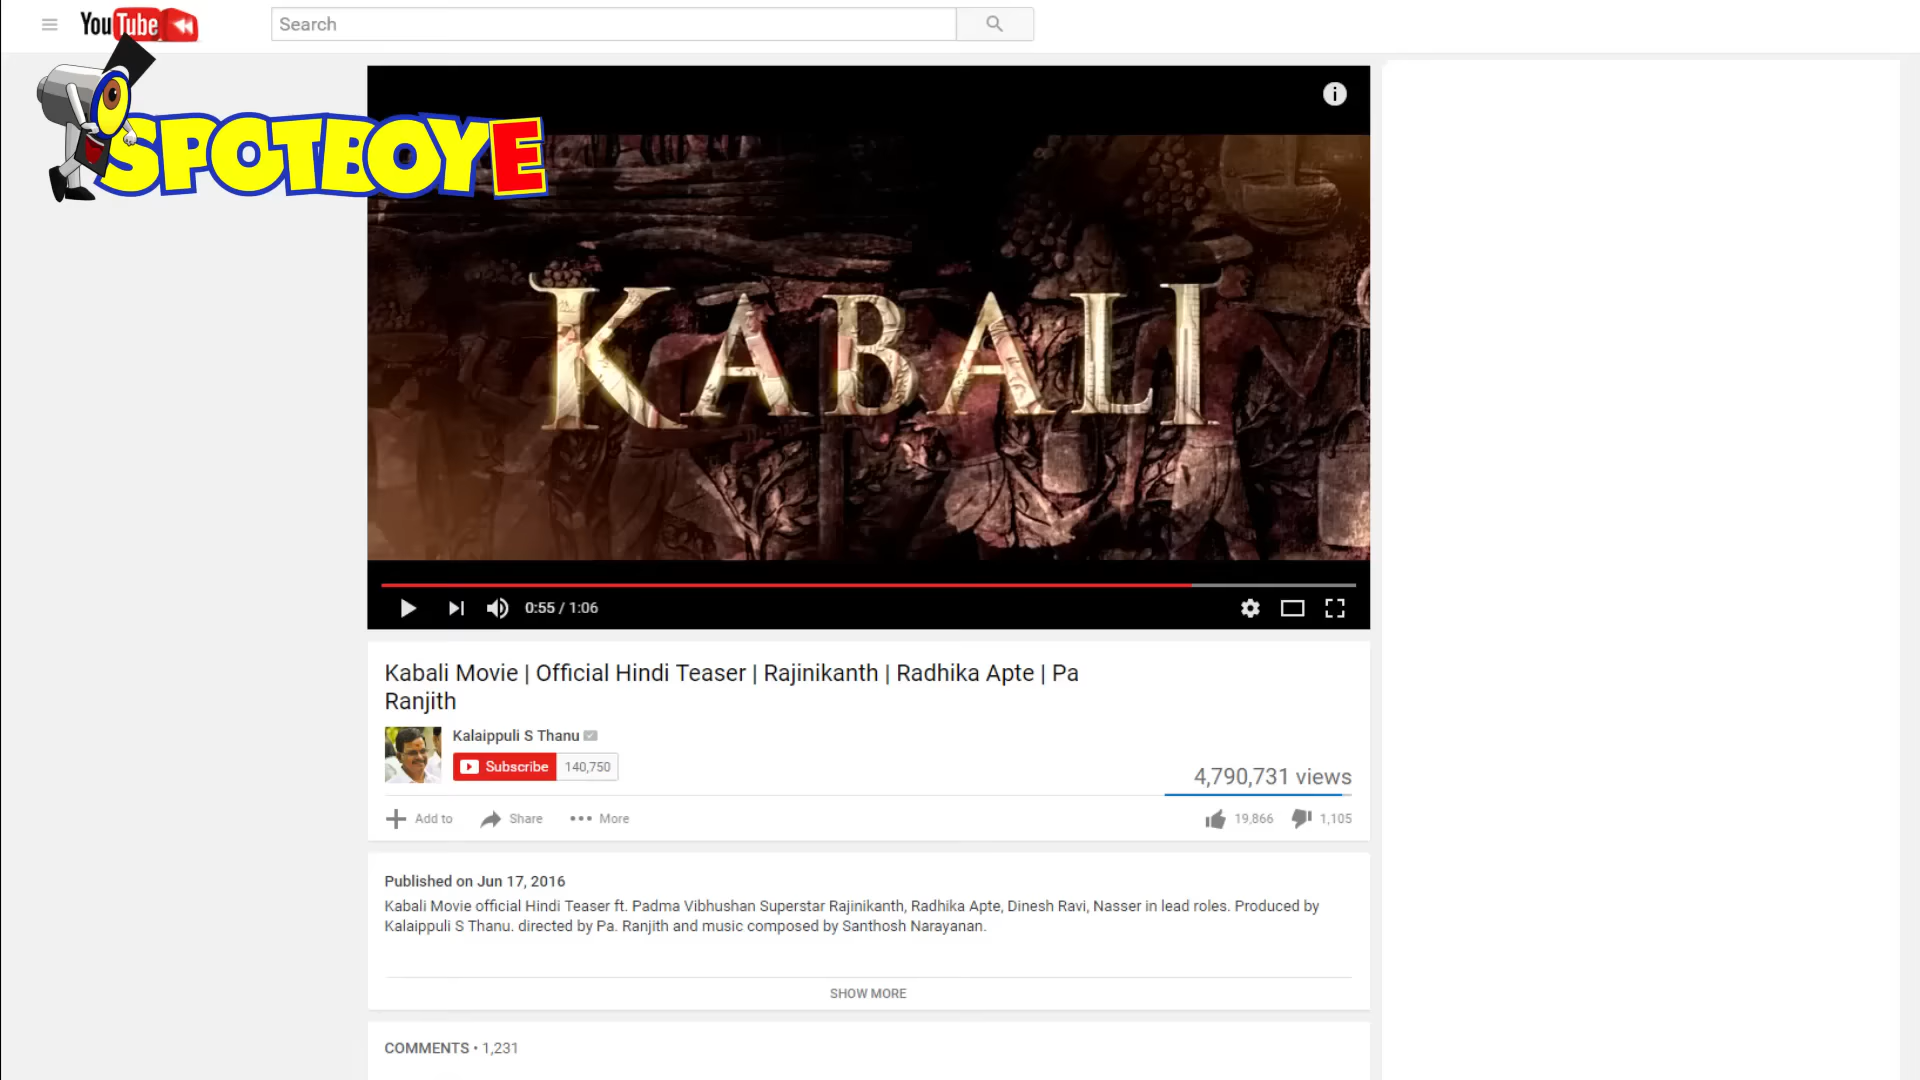 YouTube
Search
SPOTBOYE
KABALI
0:55 / 1:06
Kabali Movie | Official Hindi Teaser | Rajinikanth | Radhika Apte | Pa
Ranjith
Kalaippuli S Thanu
Subscribe 140,750
4,790,731 views
Add to Share More 19,866 1,105
Published on Jun 17, 2016
Kabali Movie official Hindi Teaser ft. Padma Vibhushan Superstar Rajinikanth, Radhika Apte, Dinesh Ravi, Nasser in lead roles. Produced by
Kalaippuli S Thanu. directed by Pa. Ranjith and music composed by Santhosh Narayanan.
SHOW MORE
COMMENTS • 1,231